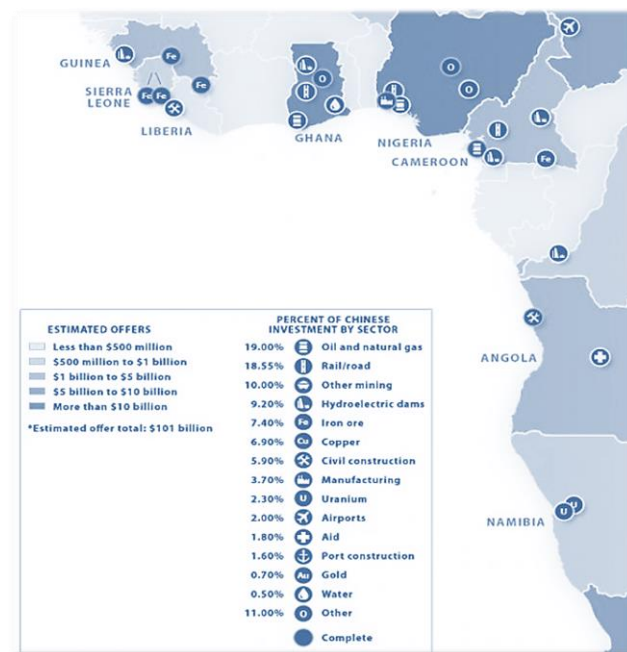 GUINEA
Fe
SIERRA
LEONE
Fe
Fe
Fe
LIBERIA
O
GHANA
O
O
NIGERIA
CAMEROON
Fe
ANGOLA
U
U
NAMIBIA
ESTIMATED OFFERS
Less than $500 million
$500 million to $1 billion
$1 billion to $5 billion
$5 billion to $10 billion
More than $10 billion
*Estimated offer total: $101 billion
PERCENT OF CHINESE
INVESTMENT BY SECTOR
19.00% Oil and natural gas
18.55% Rail/road
10.00% Other mining
9.20% Hydroelectric dams
7.40% Fe Iron ore
6.90% Cu Copper
5.90% Civil construction
3.70% Manufacturing
2.30% U Uranium
2.00% Airports
1.80% Aid
1.60% Port construction
0.70% Au Gold
0.50% Water
11.00% O Other
Complete